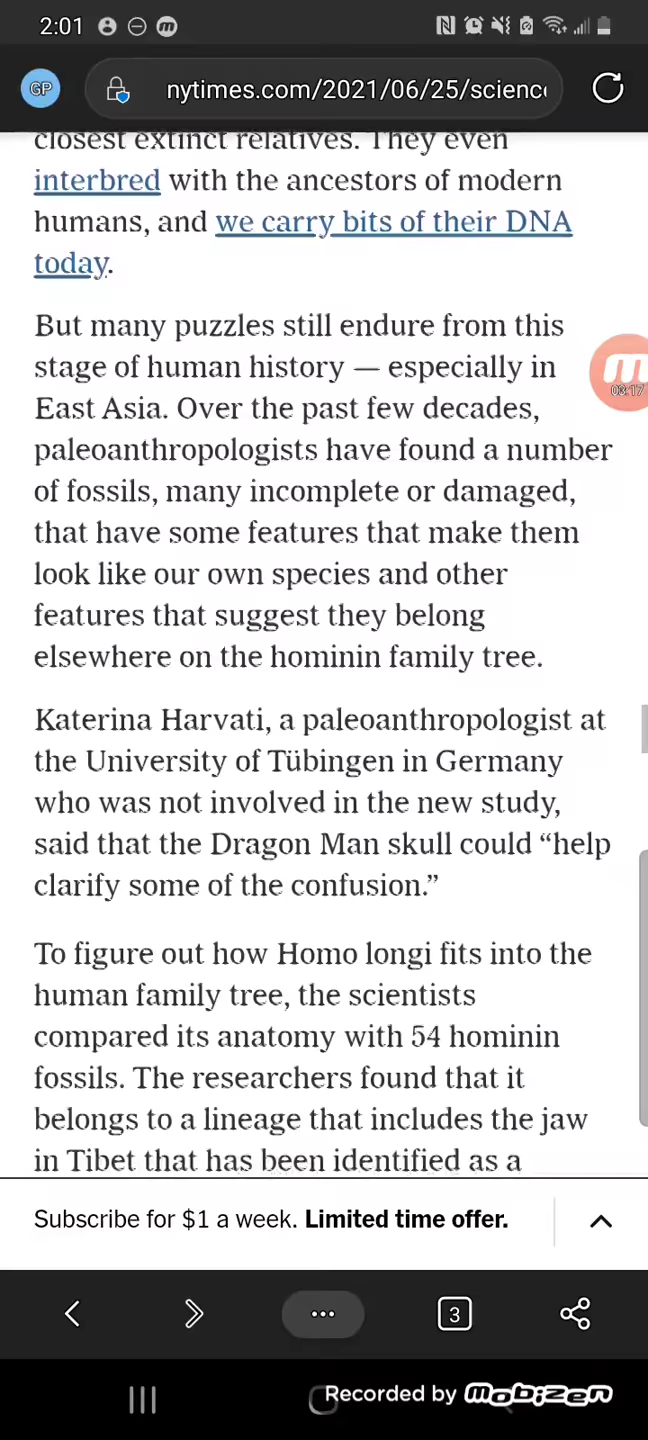 2:01
GP
nytimes.com/2021/06/25/science
closest extinct relatives. They even
interbred with the ancestors of modern
humans, and we carry bits of their DNA
today.
But many puzzles still endure from this
stage of human history — especially in
East Asia. Over the past few decades,
paleoanthropologists have found a number
of fossils, many incomplete or damaged,
that have some features that make them
look like our own species and other
features that suggest they belong
elsewhere on the hominin family tree.
03:17
Katerina Harvati, a paleoanthropologist at
the University of Tübingen in Germany
who was not involved in the new study,
said that the Dragon Man skull could “help
clarify some of the confusion.”
To figure out how Homo longi fits into the
human family tree, the scientists
compared its anatomy with 54 hominin
fossils. The researchers found that it
belongs to a lineage that includes the jaw
in Tibet that has been identified as a
Subscribe for $1 a week. Limited time offer.
3
Recorded by Mobizen